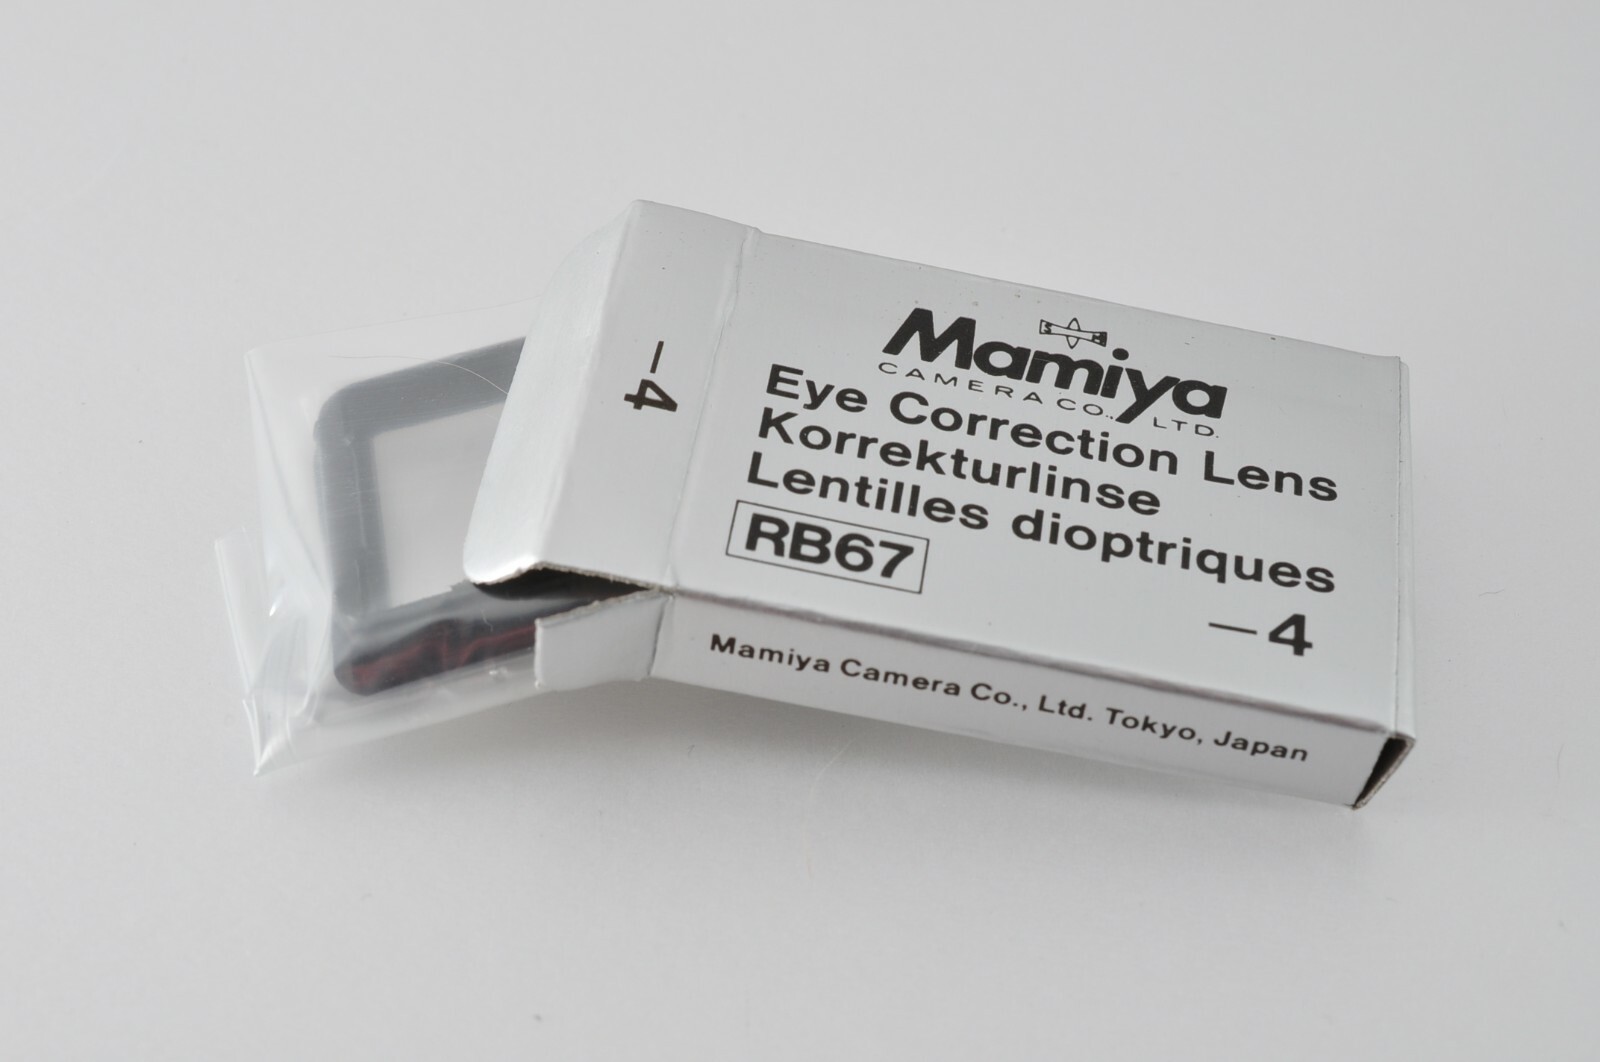 -4
Mamiya
CAMERA CO., LTD.
Eye Correction Lens
Korrekturlinse
Lentilles dioptriques
RB67
-4
Mamiya Camera Co., Ltd. Tokyo, Japan